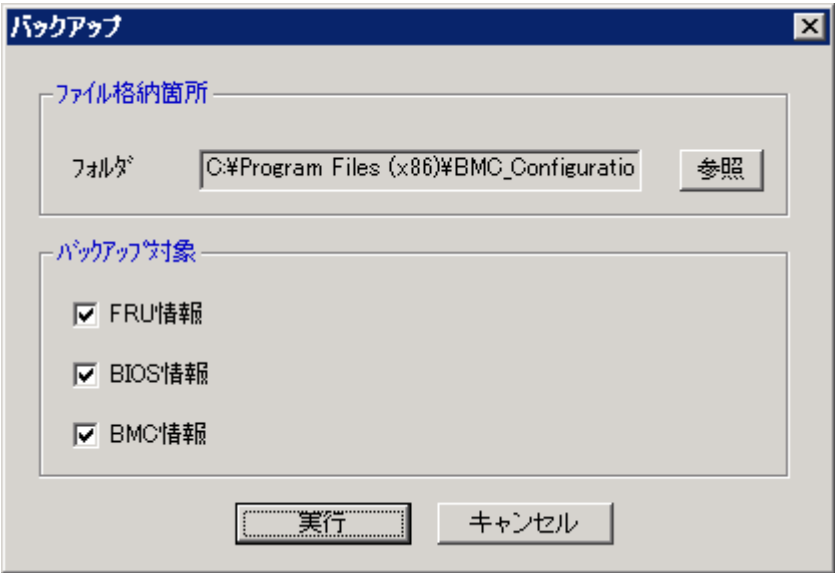 バックアップ
ファイル格納箇所
フォルダ C:¥Program Files (x86)¥BMC_Configuratio 参照
バックアップ対象
FRU情報
BIOS情報
BMC情報
実行 キャンセル